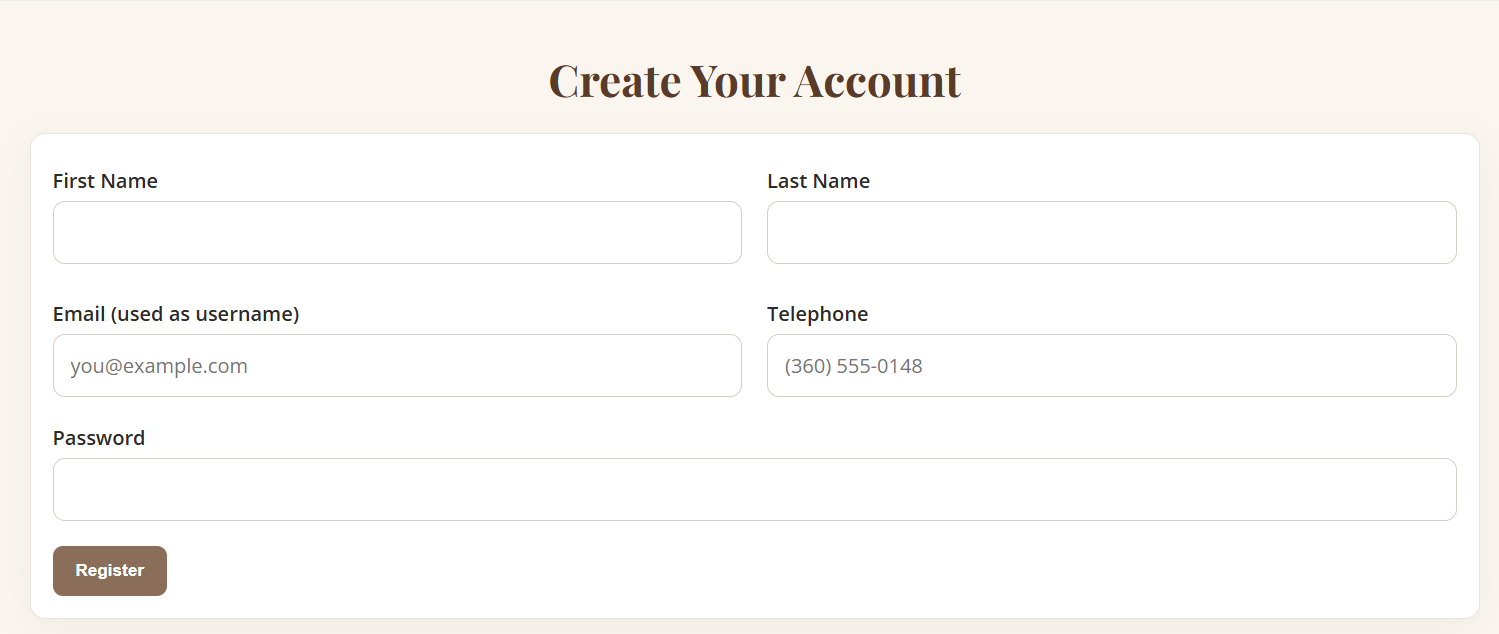 Create Your Account
First Name
Last Name
Email (used as username)
Telephone
you@example.com
(360) 555-0148
Password
Register